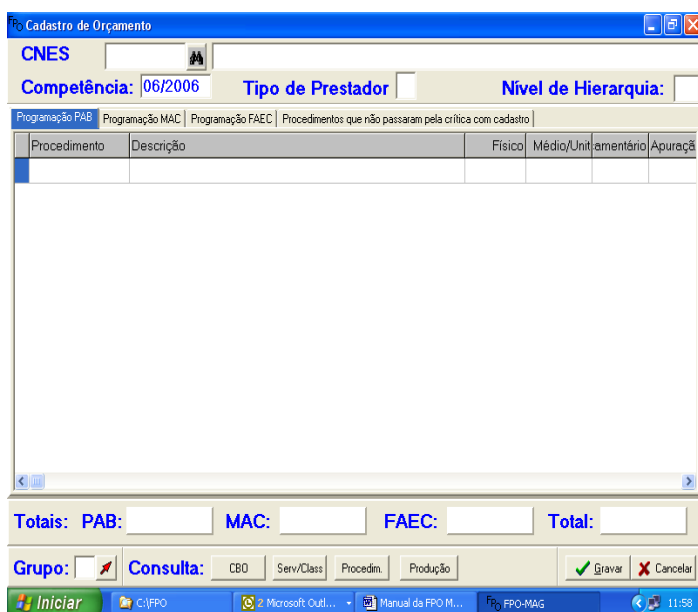 FPO Cadastro de Orçamento
CNES
Competência: 06/2006 Tipo de Prestador Nível de Hierarquia:
Programação PAB Programação MAC Programação FAEC Procedimentos que não passaram pela crítica com cadastro
Procedimento Descrição Físico Médio/Unit amentário Apuraçã
Totais: PAB: MAC: FAEC: Total:
Grupo: Consulta: CBO Serv/Class Procedim. Produção Gravar Cancelar
Iniciar C:\FPO 2 Microsoft Outl... Manual da FPO M... FPO FPO-MAG 11:58